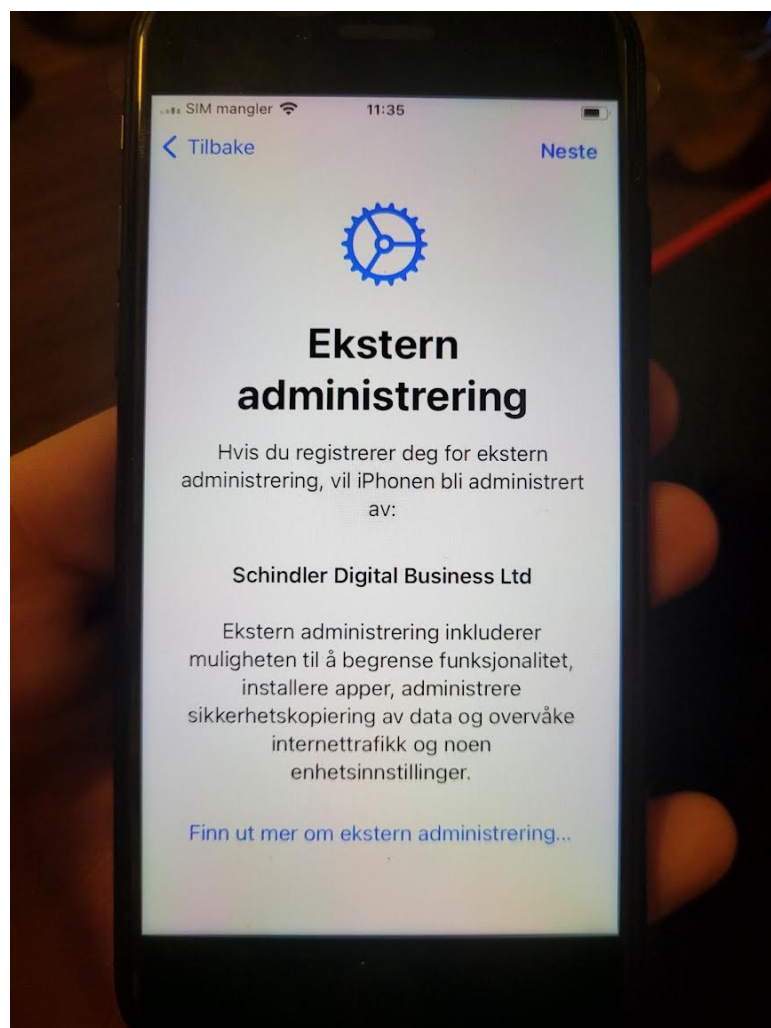 SIM mangler
11:35
Tilbake
Neste
Ekstern
administrering
Hvis du registrerer deg for ekstern
administrering, vil iPhonen bli administrert
av:
Schindler Digital Business Ltd
Ekstern administrering inkluderer
muligheten til å begrense funksjonalitet,
installere apper, administrere
sikkerhetskopiering av data og overvåke
internettrafikk og noen
enhetsinnstillinger.
Finn ut mer om ekstern administrering...